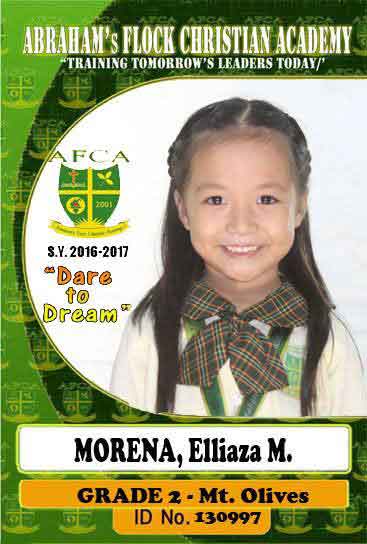 ABRAHAM's FLOCK CHRISTIAN ACADEMY
“TRAINING TOMORROW'S LEADERS TODAY/'
AFCA
2001
S.Y. 2016-2017
“Dare
to
Dream”
MORENA, Elliaza M.
GRADE 2 - Mt. Olives
ID No. 130997